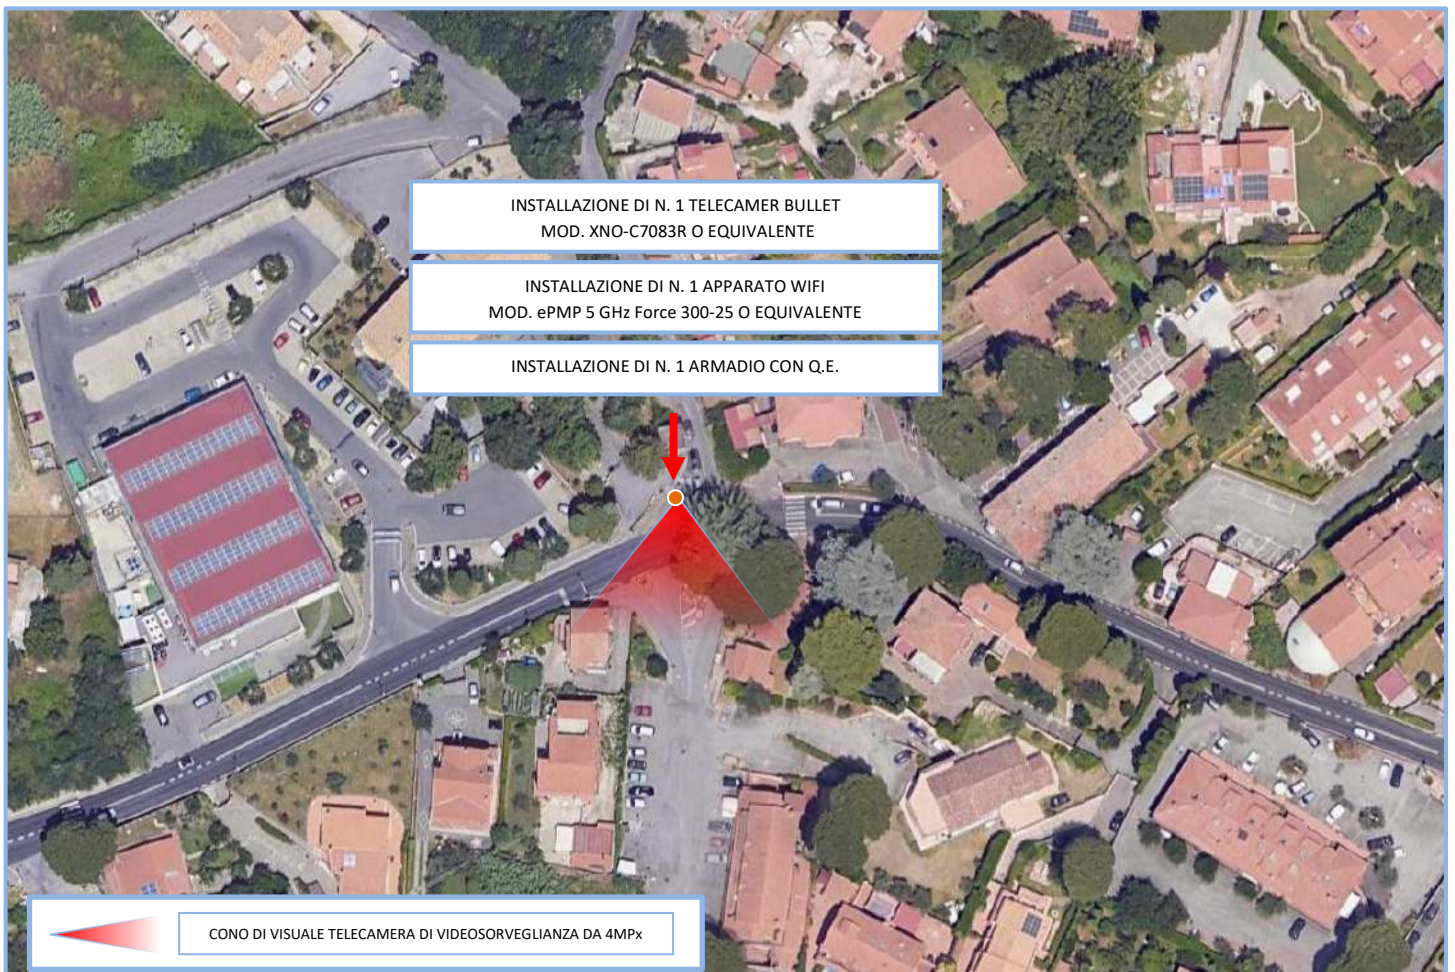 INSTALLAZIONE DI N. 1 TELECAMER BULLET
MOD. XNO-C7083R O EQUIVALENTE
INSTALLAZIONE DI N. 1 APPARATO WIFI
MOD. ePMP 5 GHz Force 300-25 O EQUIVALENTE
INSTALLAZIONE DI N. 1 ARMADIO CON Q.E.
CONO DI VISUALE TELECAMERA DI VIDEOSORVEGLIANZA DA 4MPx